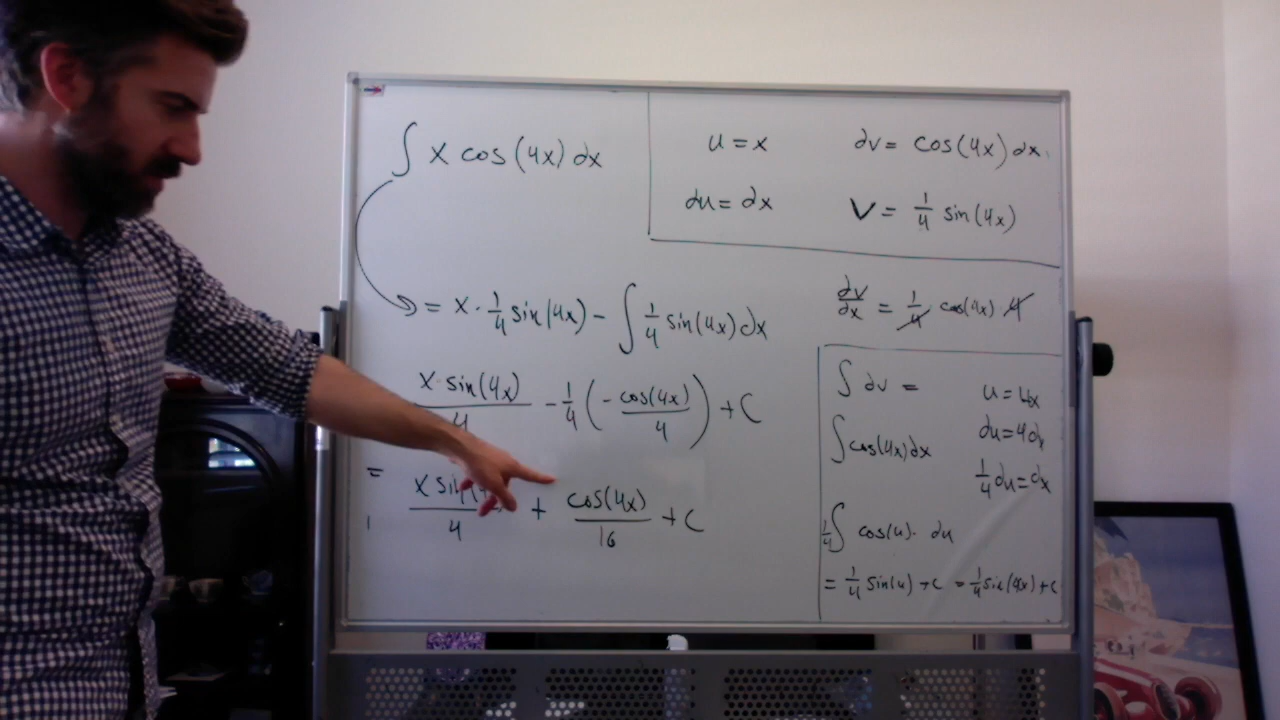 ∫ x cos(4x) dx
u = x    dv = cos(4x) dx
du = dx    v = 1/4 sin(4x)
= x · 1/4 sin(4x) − ∫ 1/4 sin(4x) dx
x·sin(4x)/4 − 1/4 (− cos(4x)/4) + C
= x sin(4/4 + cos(4x)/16 + C
dv/dx = 1/4 cos(4x) · 4
∫ dv =    u = 4x
∫ cos(4x) dx    du = 4dx
1/4 du = dx
1/4 ∫ cos(u) · du
= 1/4 sin(u) + C = 1/4 sin(4x) + C